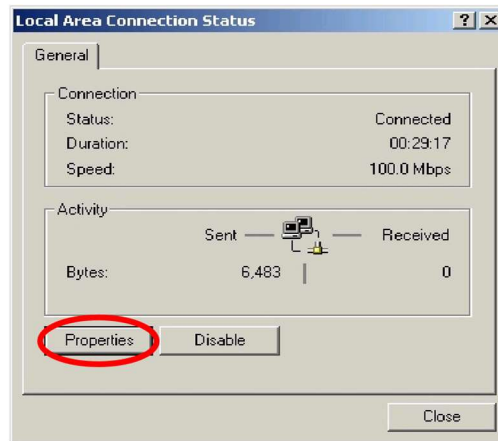 Local Area Connection Status
General
Connection
Status: Connected
Duration: 00:29:17
Speed: 100.0 Mbps
Activity
Sent Received
Bytes: 6,483 0
Properties Disable
Close